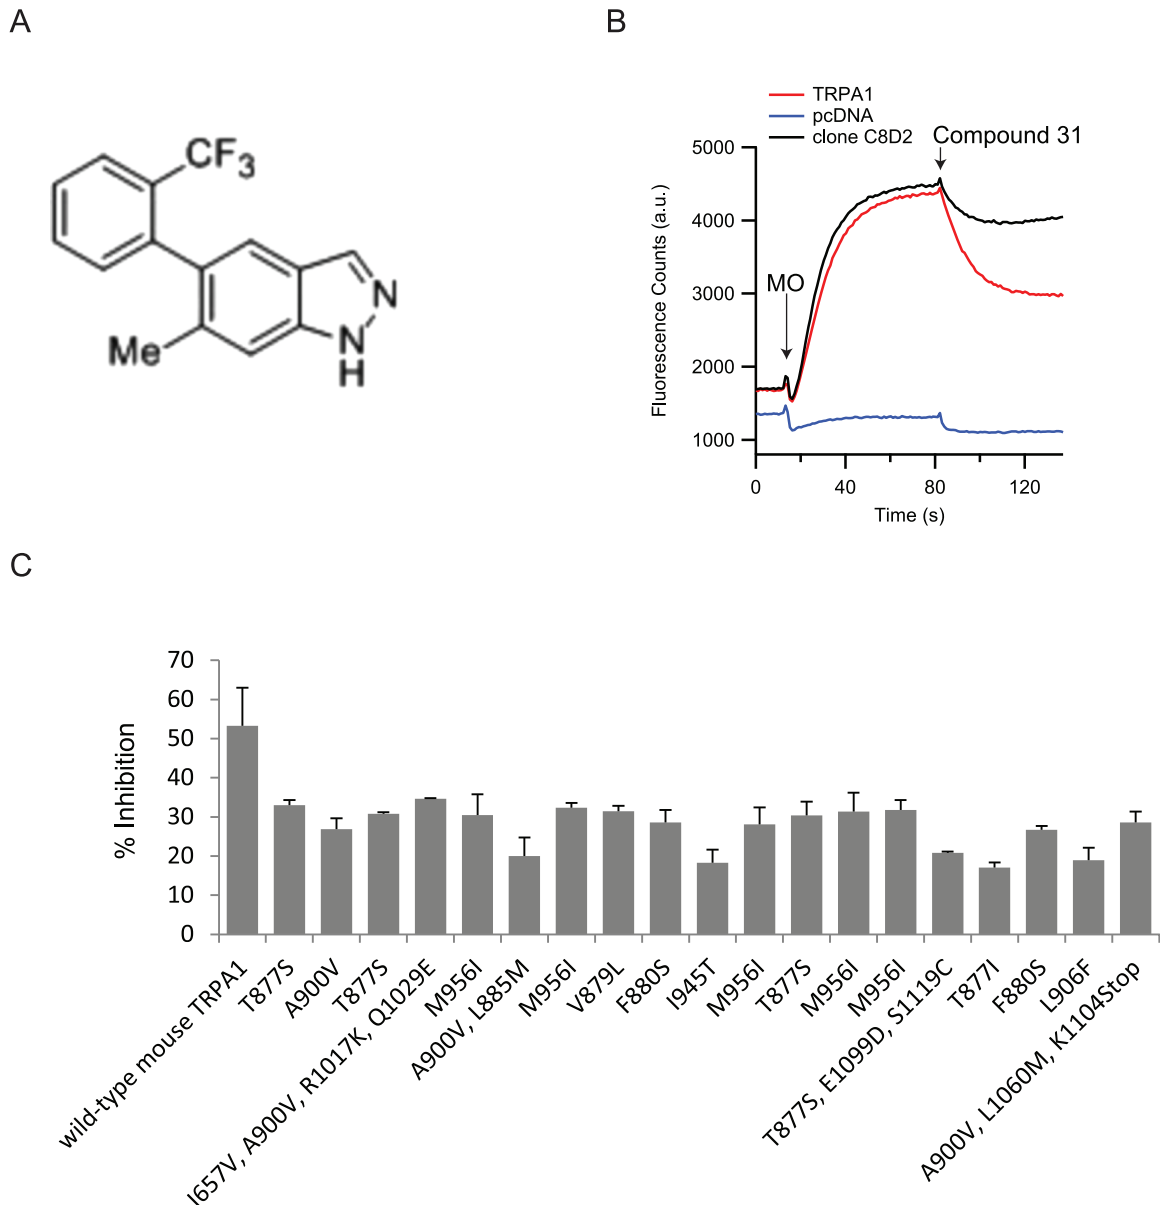 A
B
CF3
N
N
H
Me
TRPA1
pcDNA
clone C8D2
Compound 31
MO
5000
4000
3000
2000
1000
Fluorescence Counts (a.u.)
0 40 80 120
Time (s)
C
70
60
50
40
30
20
10
0
% Inhibition
wild-type mouse TRPA1
T877S
A900V
T877S
I657V, A900V, R1017K, Q1029E
M956I
A900V, L885M
M956I
V879L
F880S
I945T
M956I
T877S
M956I
M956I
T877S, E1099D, S1119C
T877I
F880S
L906F
A900V, L1060M, K1104Stop